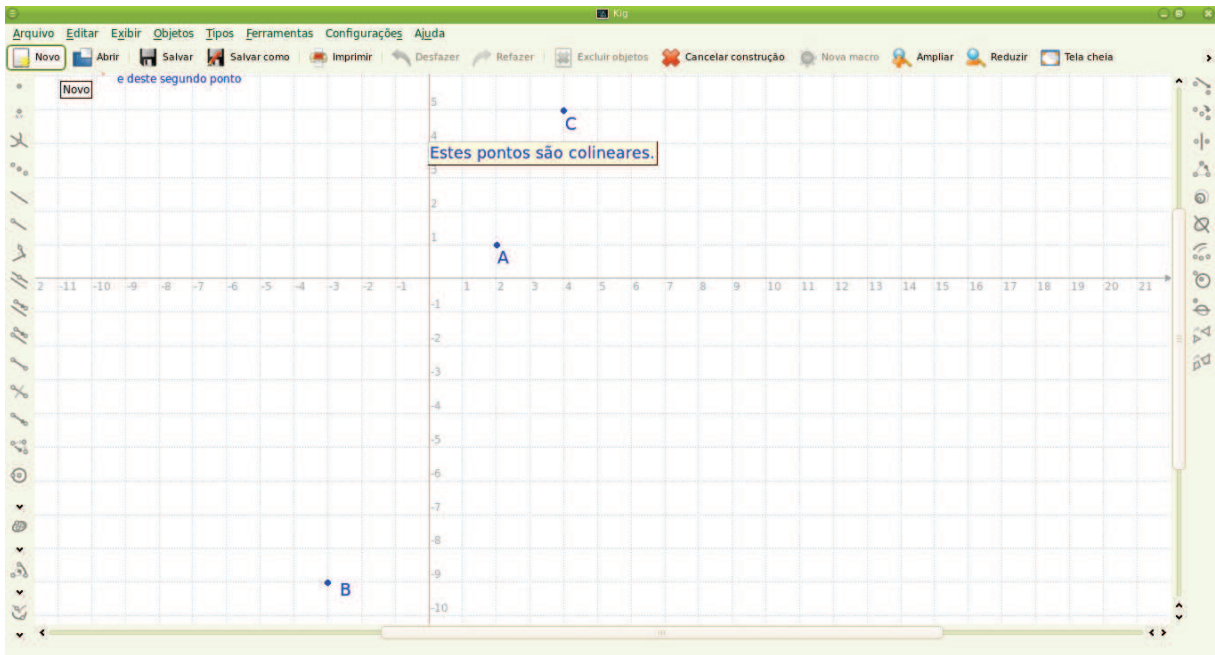 Kig
Arquivo Editar Exibir Objetos Tipos Ferramentas Configurações Ajuda
Novo Abrir Salvar Salvar como Imprimir Desfazer Refazer Excluir objetos Cancelar construção Nova macro Ampliar Reduzir Tela cheia
e deste segundo ponto
Novo
5
C
4
Estes pontos são colineares.
3
2
1
A
2 -11 -10 -9 -8 -7 -6 -5 -4 -3 -2 -1 1 2 3 4 5 6 7 8 9 10 11 12 13 14 15 16 17 18 19 20 21
-1
-2
-3
-4
-5
-6
-7
-8
-9
B
-10